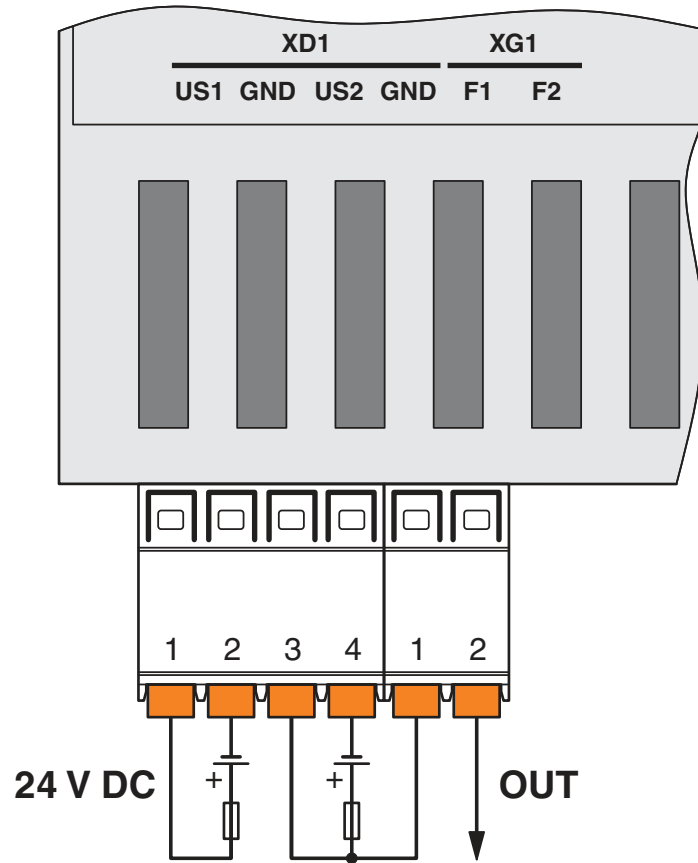 XD1 XG1
US1 GND US2 GND F1 F2
1 2 3 4 1 2
24 V DC + + OUT